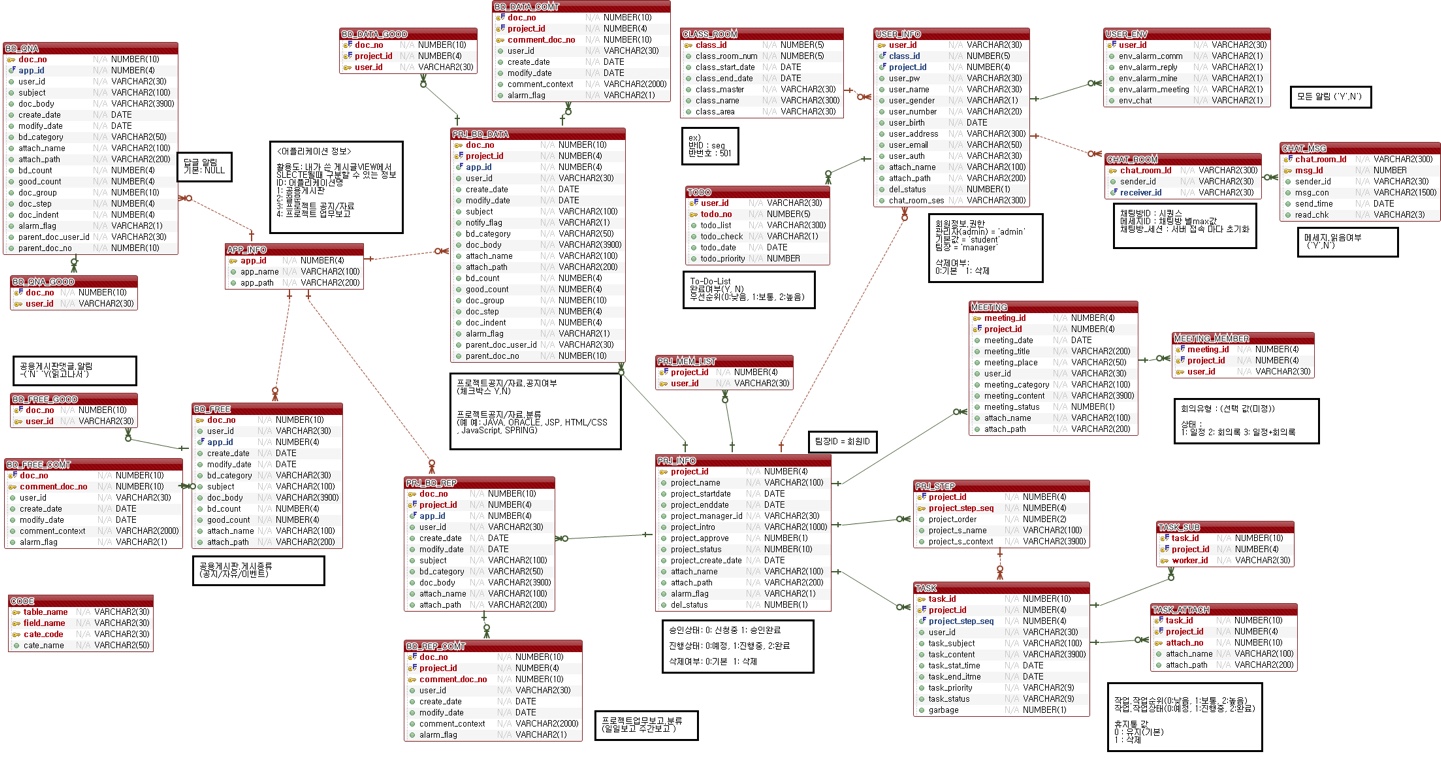 BD_QNA
doc_no N/A NUMBER(10)
app_id N/A NUMBER(4)
user_id N/A VARCHAR2(30)
subject N/A VARCHAR2(100)
doc_body N/A VARCHAR2(3900)
create_date N/A DATE
modify_date N/A DATE
bd_category N/A VARCHAR2(50)
attach_name N/A VARCHAR2(100)
attach_path N/A VARCHAR2(200)
bd_count N/A NUMBER(4)
good_count N/A NUMBER(4)
doc_group N/A NUMBER(10)
doc_step N/A NUMBER(4)
doc_indent N/A NUMBER(4)
alarm_flag N/A VARCHAR2(1)
parent_doc_user_id N/A VARCHAR2(30)
parent_doc_no N/A NUMBER(10)
답글 알림
기본: NULL
BD_QNA_GOOD
doc_no N/A NUMBER(10)
user_id N/A VARCHAR2(30)
<어플리케이션 정보>
활용도: 내가 쓴 게시글VIEW에서
SLECTE될때 구분할 수 있는 정보
ID: 어플리케이션명
1: 공용게시판
3: 프로젝트 공지/자료
4: 프로젝트 업무보고
APP_INFO
app_id N/A NUMBER(4)
app_name N/A VARCHAR2(100)
app_path N/A VARCHAR2(200)
BD_DATA_GOOD
doc_no N/A NUMBER(10)
project_id N/A NUMBER(4)
user_id N/A VARCHAR2(30)
BD_DATA_COMT
doc_no N/A NUMBER(10)
project_id N/A NUMBER(4)
comment_doc_no N/A NUMBER(10)
user_id N/A VARCHAR2(30)
create_date N/A DATE
modify_date N/A DATE
comment_context N/A VARCHAR2(2000)
alarm_flag N/A VARCHAR2(1)
PRJ_BD_DATA
doc_no N/A NUMBER(10)
project_id N/A NUMBER(4)
app_id N/A NUMBER(4)
user_id N/A VARCHAR2(30)
create_date N/A DATE
modify_date N/A DATE
subject N/A VARCHAR2(100)
notify_flag N/A VARCHAR2(1)
bd_category N/A VARCHAR2(50)
doc_body N/A VARCHAR2(3900)
attach_name N/A VARCHAR2(100)
attach_path N/A VARCHAR2(200)
bd_count N/A NUMBER(4)
good_count N/A NUMBER(4)
doc_group N/A NUMBER(10)
doc_step N/A NUMBER(4)
doc_indent N/A NUMBER(4)
alarm_flag N/A VARCHAR2(1)
parent_doc_user_id N/A VARCHAR2(30)
parent_doc_no N/A NUMBER(10)
프로젝트공지/자료,공지여부
(체크박스 Y,N)
프로젝트공지/자료,분류
(예 예: JAVA, ORACLE, JSP, HTML/CSS
, JavaScript, SPRING)
CLASS_ROOM
class_id N/A NUMBER(5)
class_room_num N/A NUMBER(5)
class_start_date N/A DATE
class_end_date N/A DATE
class_master N/A VARCHAR2(30)
class_name N/A VARCHAR2(300)
class_area N/A VARCHAR2(30)
ex)
반ID : seq
반번호 : 501
USER_INFO
user_id N/A VARCHAR2(30)
class_id N/A NUMBER(5)
project_id N/A NUMBER(4)
user_pw N/A VARCHAR2(30)
user_name N/A VARCHAR2(30)
user_gender N/A VARCHAR2(1)
user_number N/A VARCHAR2(20)
user_birth N/A DATE
user_address N/A VARCHAR2(300)
user_email N/A VARCHAR2(50)
user_auth N/A VARCHAR2(30)
attach_name N/A VARCHAR2(100)
attach_path N/A VARCHAR2(200)
del_status N/A NUMBER(1)
chat_room_ses N/A VARCHAR2(300)
회원정보,권한
관리자(admin) = 'admin'
기본값 = 'student'
팀장 = 'manager'
삭제여부:
0:기본 1: 삭제
USER_ENV
user_id N/A VARCHAR2(30)
env_alarm_comm N/A VARCHAR2(1)
env_alarm_reply N/A VARCHAR2(1)
env_alarm_mine N/A VARCHAR2(1)
env_alarm_meeting N/A VARCHAR2(1)
env_chat N/A VARCHAR2(1)
모든 알림 ('Y',N')
CHAT_ROOM
chat_room_Id N/A VARCHAR2(300)
sender_id N/A VARCHAR2(30)
receiver_id N/A VARCHAR2(30)
채팅방ID : 시퀀스
메세지ID : 채팅방 별max값
채팅방_세션 : 서버 접속 마다 초기화
CHAT_MSG
chat_room_Id N/A VARCHAR2(300)
msg_Id N/A NUMBER
sender_id N/A VARCHAR2(30)
msg_con N/A VARCHAR2(1500)
send_time N/A DATE
read_chk N/A VARCHAR2(3)
메세지,읽음여부
('Y',N')
TODO
user_id N/A VARCHAR2(30)
todo_no N/A NUMBER(5)
todo_list N/A VARCHAR2(300)
todo_check N/A VARCHAR2(1)
todo_date N/A DATE
todo_priority N/A NUMBER
To-Do-List
완료여부(Y, N)
우선순위(0:낮음, 1:보통, 2:높음)
MEETING
meeting_id N/A NUMBER(4)
project_id N/A NUMBER(4)
meeting_date N/A DATE
meeting_title N/A VARCHAR2(200)
meeting_place N/A VARCHAR2(50)
user_id N/A VARCHAR2(30)
meeting_category N/A VARCHAR2(100)
meeting_content N/A VARCHAR2(3900)
meeting_status N/A NUMBER(1)
attach_name N/A VARCHAR2(100)
attach_path N/A VARCHAR2(200)
MEETING_MEMBER
meeting_id N/A NUMBER(4)
project_id N/A NUMBER(4)
user_id N/A VARCHAR2(30)
회의유형 : (선택 값(미정))
상태 :
1: 일정 2: 회의록 3: 일정+회의록
PRJ_MEM_LIST
project_id N/A NUMBER(4)
user_id N/A VARCHAR2(30)
팀장ID = 회원ID
공용게시판댓글,알림
-('N' 'Y(읽고나서')
BD_FREE_GOOD
doc_no N/A NUMBER(10)
user_id N/A VARCHAR2(30)
BD_FREE_COMT
doc_no N/A NUMBER(10)
comment_doc_no N/A NUMBER(10)
user_id N/A VARCHAR2(30)
create_date N/A DATE
modify_date N/A DATE
comment_context N/A VARCHAR2(2000)
alarm_flag N/A VARCHAR2(1)
BD_FREE
doc_no N/A NUMBER(10)
user_id N/A VARCHAR2(30)
app_id N/A NUMBER(4)
create_date N/A DATE
modify_date N/A DATE
bd_category N/A VARCHAR2(30)
subject N/A VARCHAR2(100)
doc_body N/A VARCHAR2(3900)
bd_count N/A NUMBER(4)
good_count N/A NUMBER(4)
attach_name N/A VARCHAR2(100)
attach_path N/A VARCHAR2(200)
공용게시판,게시종류
(공지/자유/이벤트)
CODE
table_name N/A VARCHAR2(30)
field_name N/A VARCHAR2(30)
cate_code N/A VARCHAR2(30)
cate_name N/A VARCHAR2(50)
PRJ_BD_REP
doc_no N/A NUMBER(10)
project_id N/A NUMBER(4)
app_id N/A NUMBER(4)
user_id N/A VARCHAR2(30)
create_date N/A DATE
modify_date N/A DATE
subject N/A VARCHAR2(100)
bd_category N/A VARCHAR2(50)
doc_body N/A VARCHAR2(3900)
attach_name N/A VARCHAR2(100)
attach_path N/A VARCHAR2(200)
BD_REP_COMT
doc_no N/A NUMBER(10)
project_id N/A NUMBER(4)
comment_doc_no N/A NUMBER(10)
user_id N/A VARCHAR2(30)
create_date N/A DATE
modify_date N/A DATE
comment_context N/A VARCHAR2(2000)
alarm_flag N/A VARCHAR2(1)
프로젝트업무보고,분류
(일일보고 주간보고 )
PRJ_INFO
project_id N/A NUMBER(4)
project_name N/A VARCHAR2(100)
project_startdate N/A DATE
project_enddate N/A DATE
project_manager_id N/A VARCHAR2(30)
project_intro N/A VARCHAR2(1000)
project_approve N/A NUMBER(1)
project_status N/A NUMBER(10)
project_create_date N/A DATE
attach_name N/A VARCHAR2(100)
attach_path N/A VARCHAR2(200)
alarm_flag N/A VARCHAR2(1)
del_status N/A NUMBER(1)
승인상태: 0: 신청중 1: 승인완료
진행상태: 0:예정, 1:진행중, 2:완료
삭제여부: 0:기본 1: 삭제
PRJ_STEP
project_id N/A NUMBER(4)
project_step_seq N/A NUMBER(4)
project_order N/A NUMBER(2)
project_s_name N/A VARCHAR2(100)
project_s_context N/A VARCHAR2(3900)
TASK
task_id N/A NUMBER(10)
project_id N/A NUMBER(4)
project_step_seq N/A NUMBER(4)
user_id N/A VARCHAR2(30)
task_subject N/A VARCHAR2(100)
task_content N/A VARCHAR2(3900)
task_stat_time N/A DATE
task_end_itme N/A DATE
task_priority N/A VARCHAR2(9)
task_status N/A VARCHAR2(9)
garbage N/A NUMBER(1)
TASK_SUB
task_id N/A NUMBER(10)
project_id N/A NUMBER(4)
worker_id N/A VARCHAR2(30)
TASK_ATTACH
task_id N/A NUMBER(10)
project_id N/A NUMBER(4)
attach_no N/A NUMBER(10)
attach_name N/A VARCHAR2(100)
attach_path N/A VARCHAR2(200)
작업,작업순위(0:낮음, 1:보통, 2:높음)
작업,작업상태(0:예정, 1:진행중, 2:완료)
휴지통 값
0 : 유지(기본)
1 : 삭제